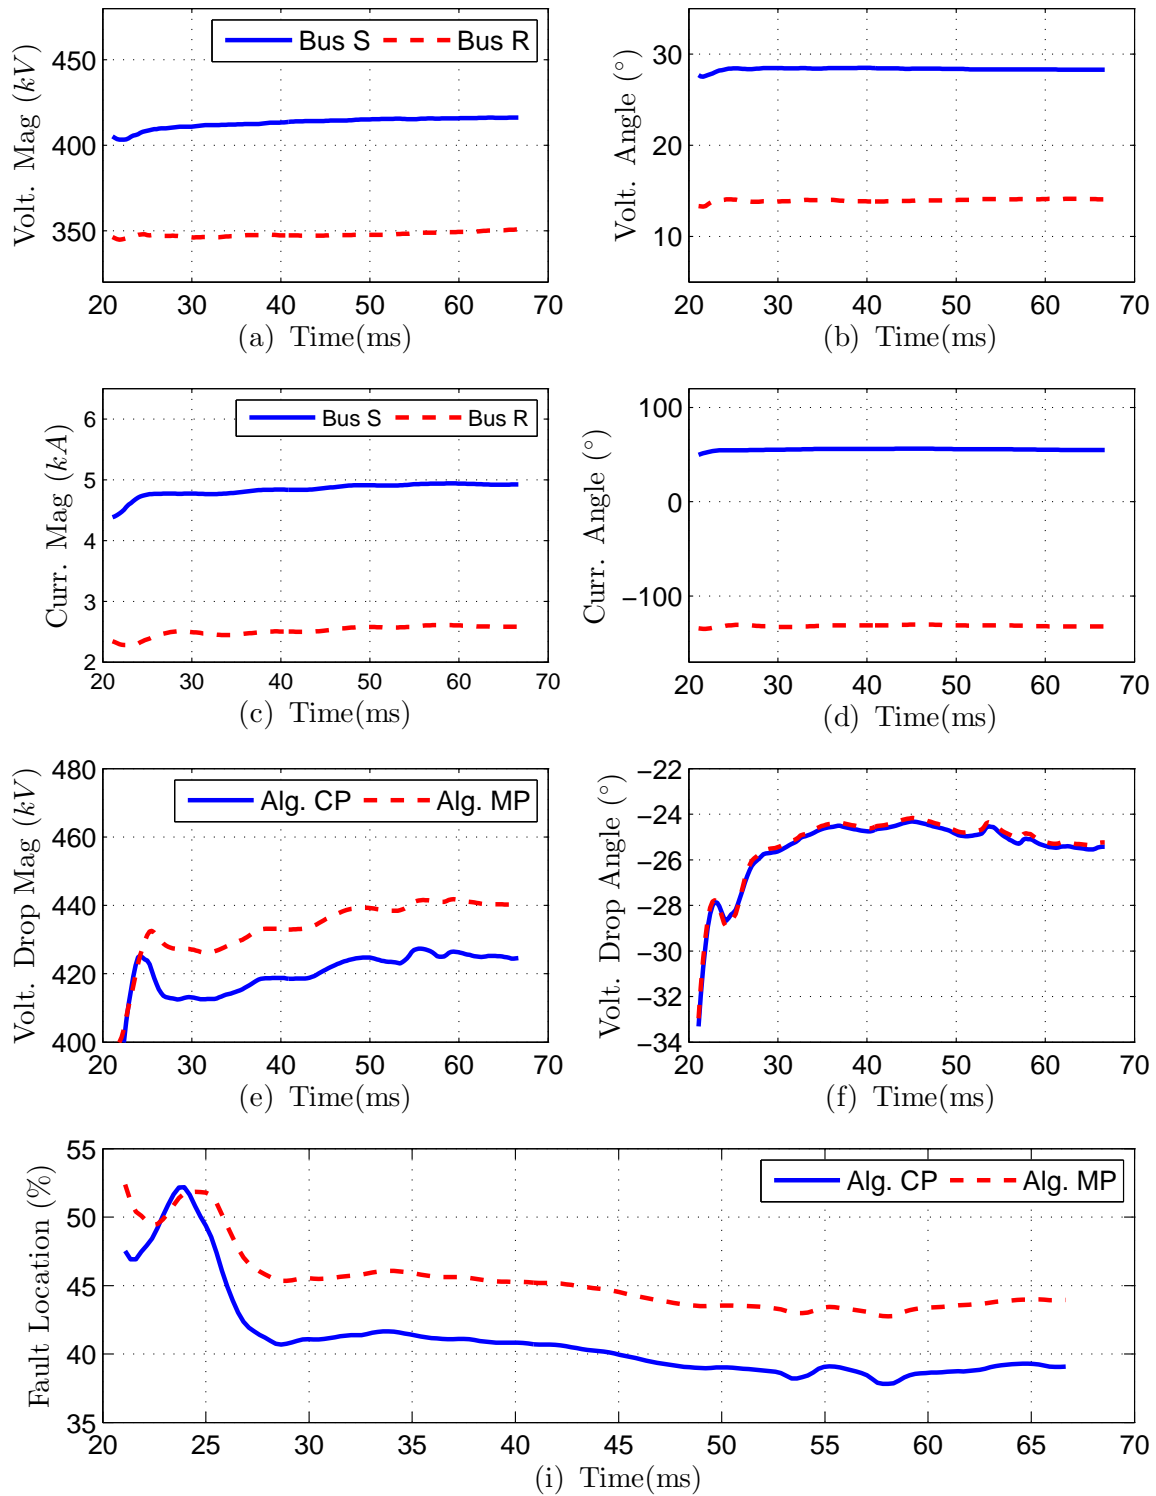 Volt. Mag (kV)
450
400
350
Bus S Bus R
20 30 40 50 60 70
(a) Time(ms)
Volt. Angle (°)
30
20
10
20 30 40 50 60 70
(b) Time(ms)
Curr. Mag (kA)
6
5
4
3
2
Bus S Bus R
20 30 40 50 60 70
(c) Time(ms)
Curr. Angle (°)
100
0
−100
20 30 40 50 60 70
(d) Time(ms)
Volt. Drop Mag (kV)
480
460
440
420
400
Alg. CP Alg. MP
20 30 40 50 60 70
(e) Time(ms)
Volt. Drop Angle (°)
−22
−24
−26
−28
−30
−32
−34
20 30 40 50 60 70
(f) Time(ms)
Fault Location (%)
55
50
45
40
35
Alg. CP Alg. MP
20 25 30 35 40 45 50 55 60 65 70
(i) Time(ms)